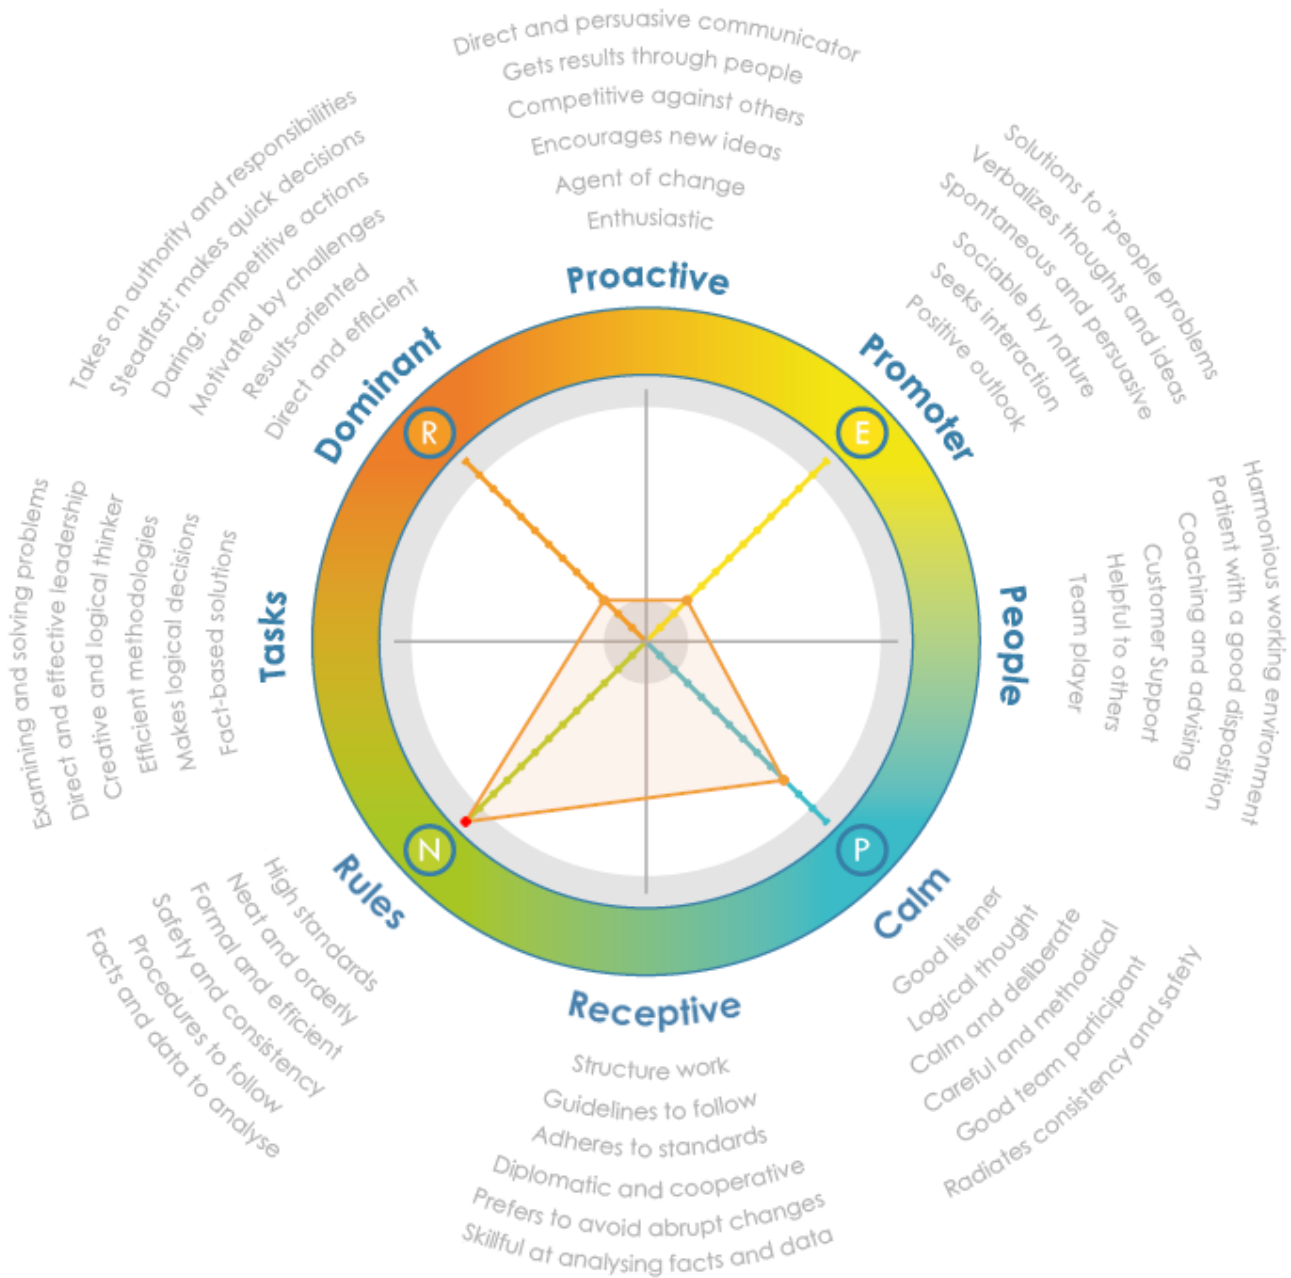 Direct and persuasive communicator
Gets results through people
Competitive against others
Encourages new ideas
Agent of change
Enthusiastic
Proactive
Solutions to "people problems
Verbalizes thoughts and ideas
Spontaneous and persuasive
Sociable by nature
Seeks interaction
Positive outlook
Promoter
E
Harmonious working environment
Patient with a good disposition
Coaching and advising
Customer Support
Helpful to others
Team player
People
P
Calm
Good listener
Logical thought
Calm and deliberate
Careful and methodical
Good team participant
Radiates consistency and safety
Receptive
Structure work
Guidelines to follow
Adheres to standards
Diplomatic and cooperative
Prefers to avoid abrupt changes
Skillful at analysing facts and data
N
Rules
High standards
Neat and orderly
Formal and efficient
Safety and consistency
Procedures to follow
Facts and data to analyse
Examining and solving problems
Direct and effective leadership
Creative and logical thinker
Efficient methodologies
Makes logical decisions
Fact-based solutions
Tasks
Takes on authority and responsibilities
Steadfast; makes quick decisions
Daring; competitive actions
Motivated by challenges
Results-oriented
Direct and efficient
Dominant
R